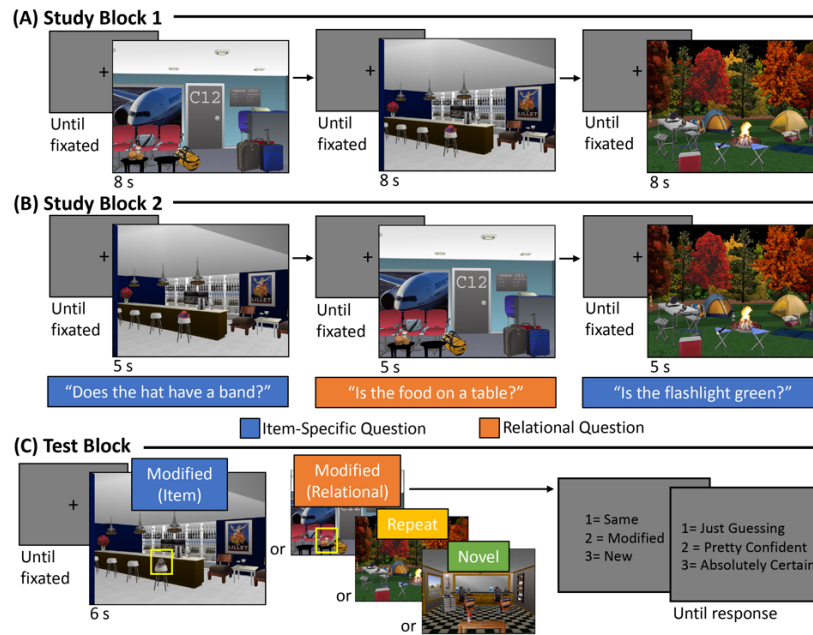 (A) Study Block 1
+
Until
fixated
C12
8 s
+
Until
fixated
LILLET
8 s
+
Until
fixated
8 s
(B) Study Block 2
+
Until
fixated
LILLET
5 s
+
Until
fixated
C12
5 s
+
Until
fixated
5 s
"Does the hat have a band?"
"Is the food on a table?"
"Is the flashlight green?"
Item-Specific Question
Relational Question
(C) Test Block
+
Until
fixated
Modified
(Item)
LILLET
6 s
or
Modified
(Relational)
or
Repeat
or
Novel
1= Same
2 = Modified
3= New
1= Just Guessing
2 = Pretty Confident
3= Absolutely Certain
Until response